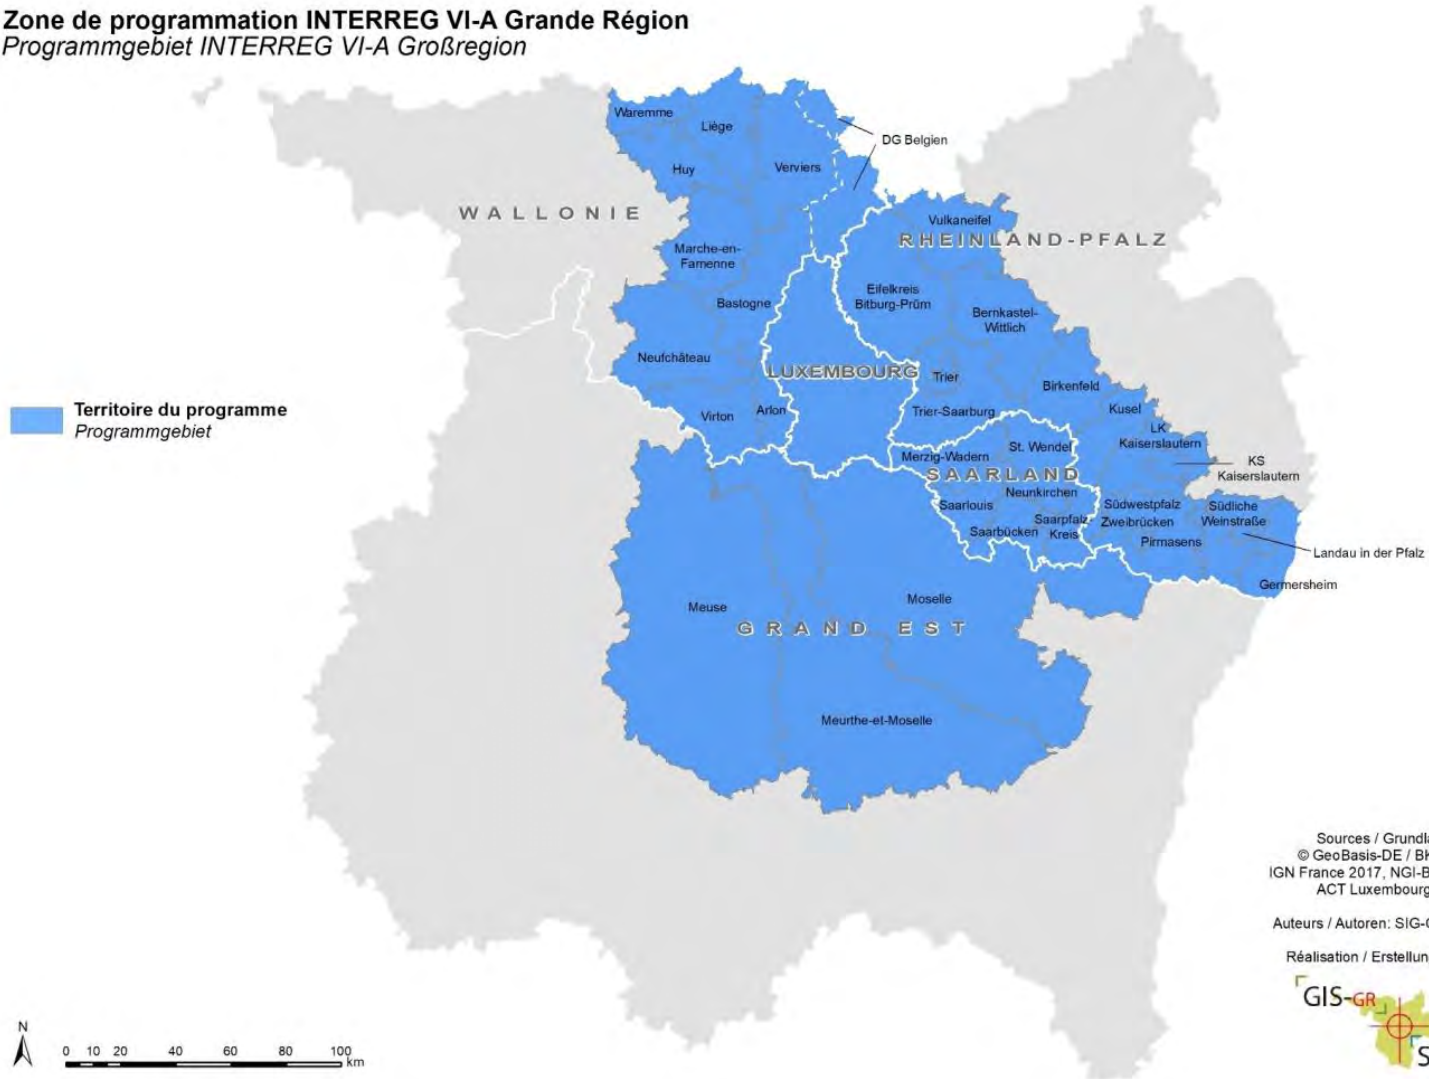 Zone de programmation INTERREG VI-A Grande Région
Programmgebiet INTERREG VI-A Großregion
Waremme
Liège
DG Belgien
Huy
Verviers
WALLONIE
Vulkaneifel
RHEINLAND-PFALZ
Marche-en-
Famenne
Eifelkreis
Bitburg-Prüm
Bastogne
Bernkastel-
Wittlich
Neufchâteau
LUXEMBOURG
Trier
Birkenfeld
Territoire du programme
Programmgebiet
Virton
Arlon
Trier-Saarburg
Kusel
LK
Kaiserslautern
St. Wendel
Merzig-Wadern
KS
Kaiserslautern
SAARLAND
Neunkirchen
Saarlouis
Südwestpfalz
Südliche
Weinstraße
Saarbücken
Saarpfalz-
Kreis
Zweibrücken
Pirmasens
Landau in der Pfalz
Germersheim
Moselle
Meuse
GRAND EST
Meurthe-et-Moselle
Sources / Grundla
© GeoBasis-DE / BK
IGN France 2017, NGI-B
ACT Luxembourg
Auteurs / Autoren: SIG-G
Réalisation / Erstellun
GIS-GR
S
N
0 10 20 40 60 80 100
km